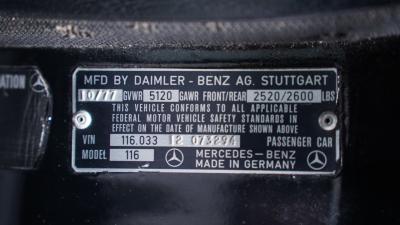 MFD BY DAIMLER - BENZ AG. STUTTGART
10/77 GVWR 5120 GAWR FRONT/REAR 2520/2600 LBS
THIS VEHICLE CONFORMS TO ALL APPLICABLE
FEDERAL MOTOR VEHICLE SAFETY STANDARDS IN
EFFECT ON THE DATE OF MANUFACTURE SHOWN ABOVE
VIN 116.033 12 073294 PASSENGER CAR
MODEL 116 MERCEDES-BENZ
MADE IN GERMANY